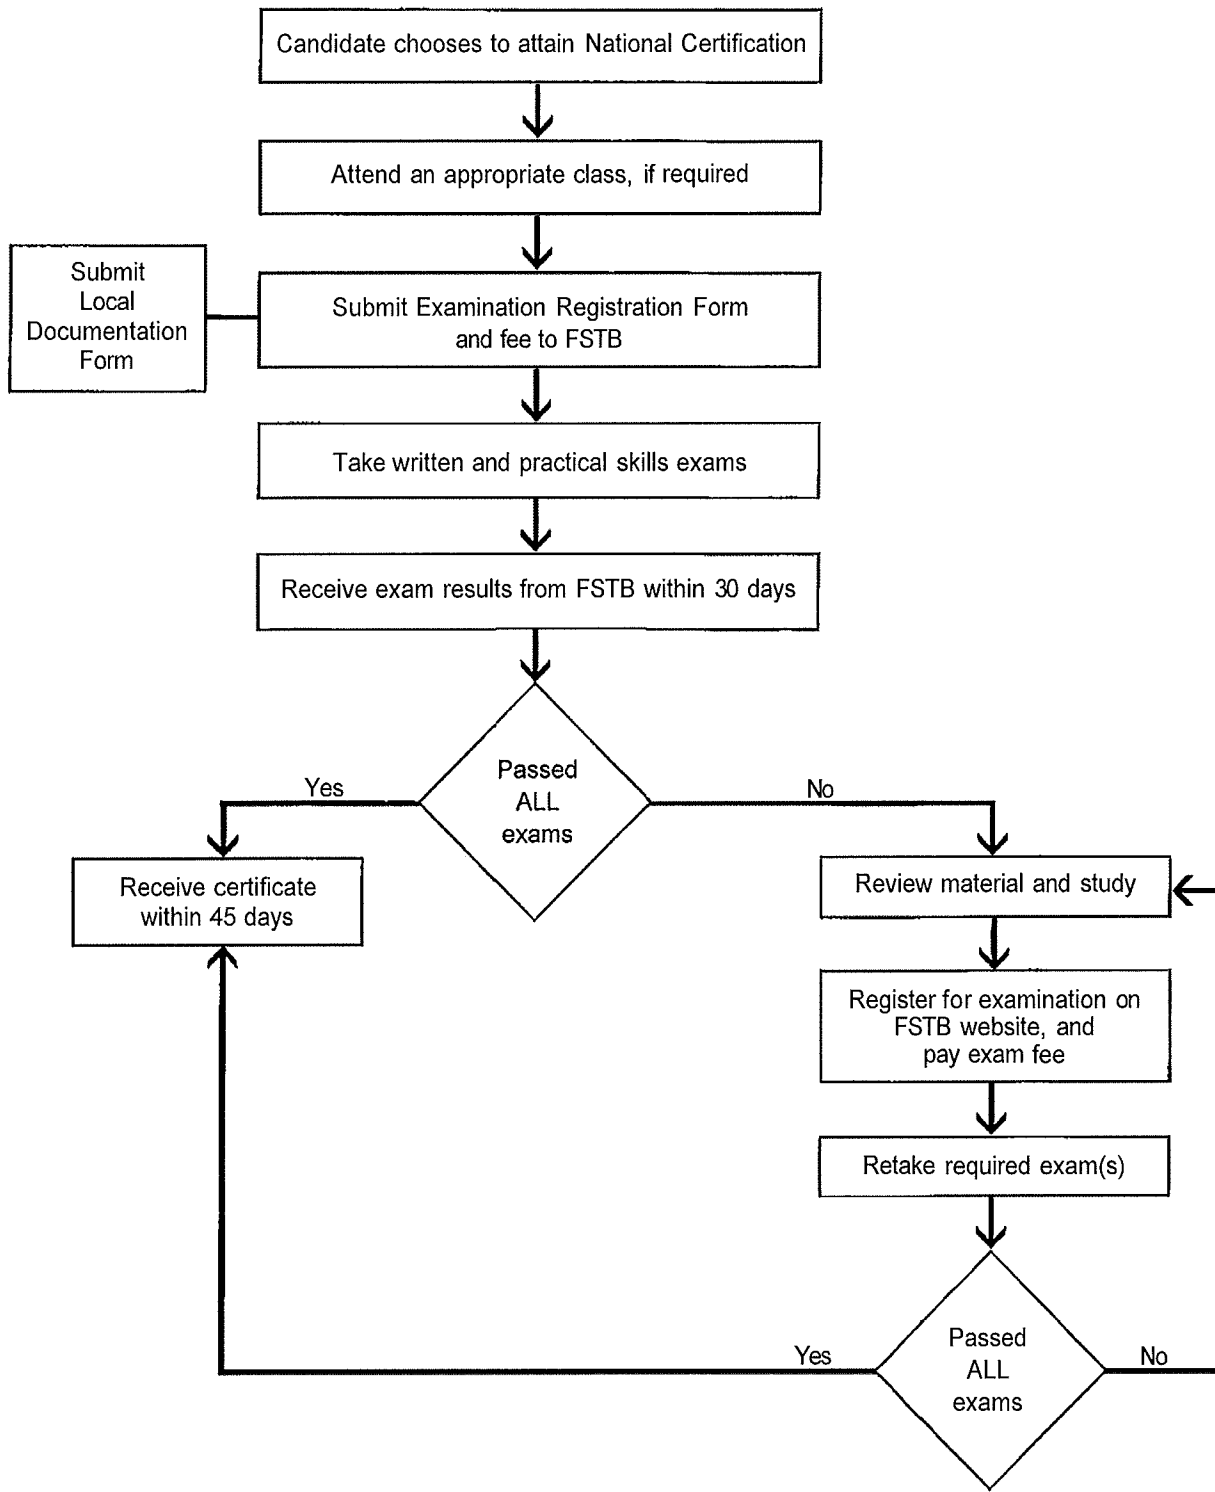 Candidate chooses to attain National Certification
Attend an appropriate class, if required
Submit
Local
Documentation
Form
Submit Examination Registration Form
and fee to FSTB
Take written and practical skills exams
Receive exam results from FSTB within 30 days
Passed
ALL
exams
Yes
No
Receive certificate
within 45 days
Review material and study
Register for examination on
FSTB website, and
pay exam fee
Retake required exam(s)
Passed
ALL
exams
Yes
No